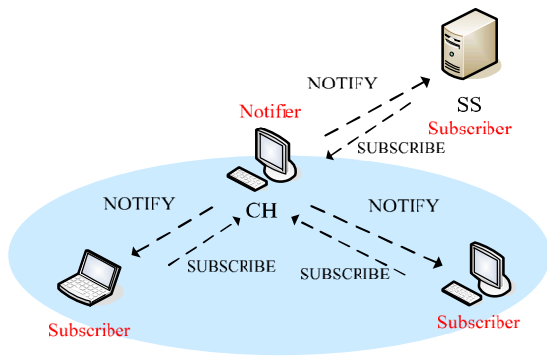 NOTIFY
SS
Notifier
Subscriber
SUBSCRIBE
NOTIFY
CH
NOTIFY
SUBSCRIBE
SUBSCRIBE
Subscriber
Subscriber